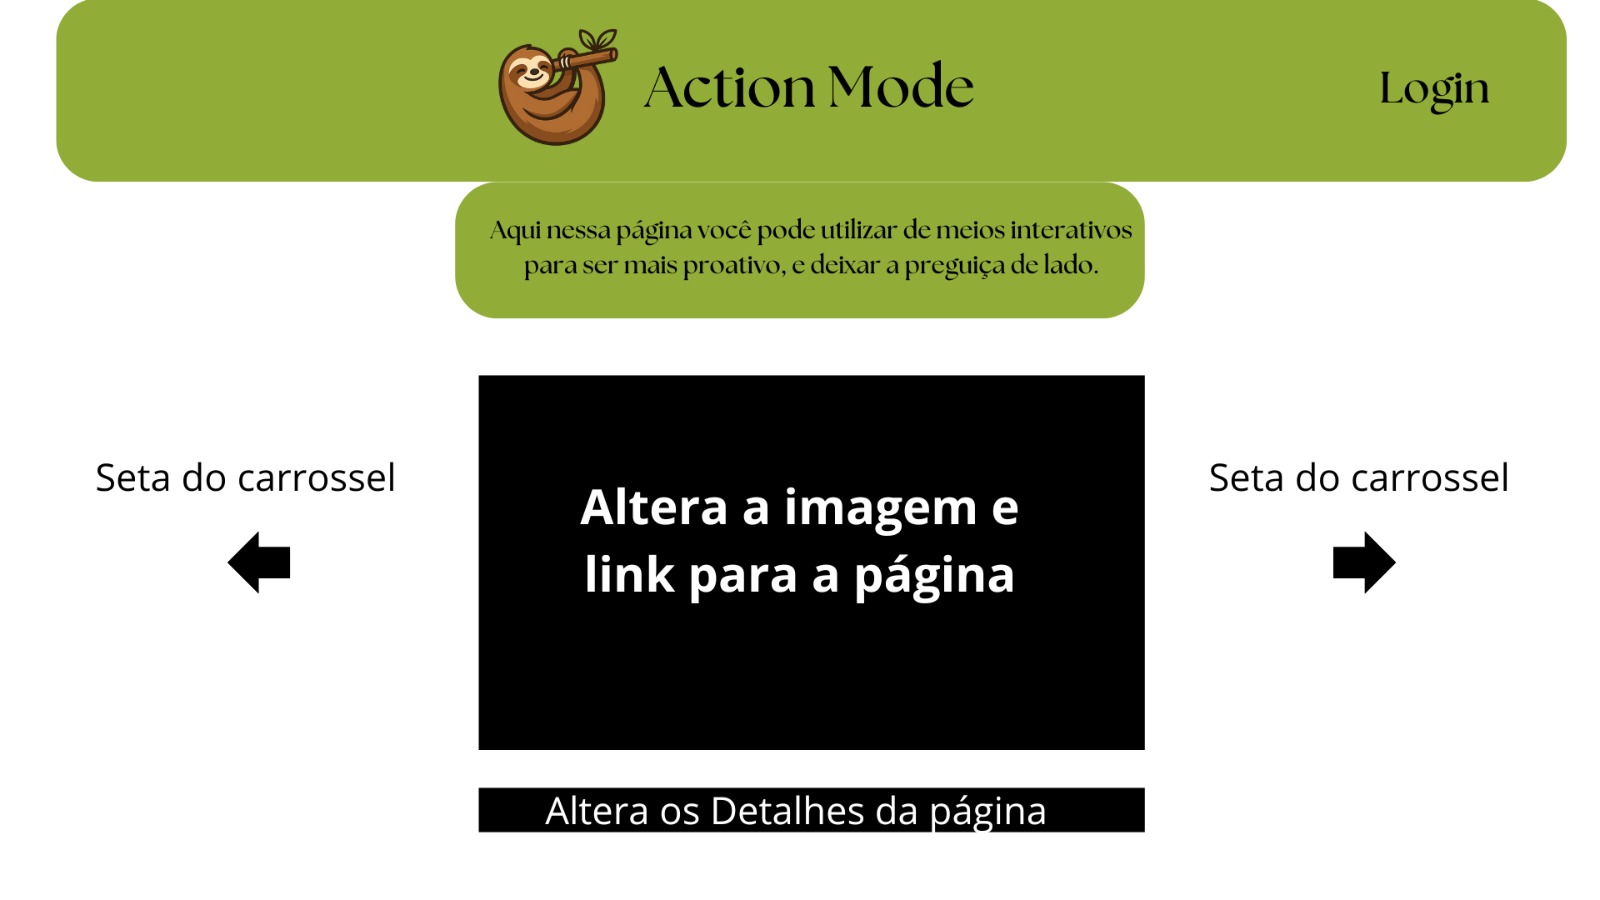 Action Mode
Login
Aqui nessa página você pode utilizar de meios interativos
para ser mais proativo, e deixar a preguiça de lado.
Seta do carrossel
Altera a imagem e
link para a página
Seta do carrossel
Altera os Detalhes da página